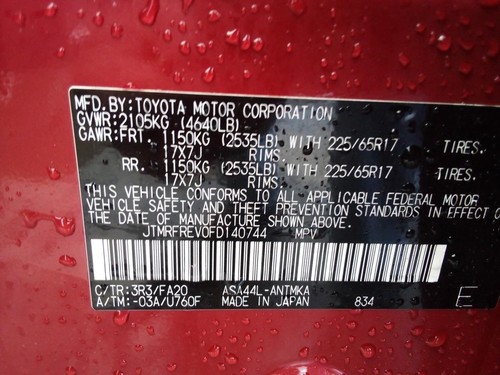 MFD. BY: TOYOTA MOTOR CORPORATION
GVWR: 2105KG (4640LB)
GAWR: FRT. 1150KG (2535LB) WITH 225/65R17 TIRES.
17X7J RIMS.
RR. 1150KG (2535LB) WITH 225/65R17 TIRES.
17X7J RIMS.
THIS VEHICLE CONFORMS TO ALL APPLICABLE FEDERAL MOTOR
VEHICLE SAFETY AND THEFT PREVENTION STANDARDS IN EFFECT O
THE DATE OF MANUFACTURE SHOWN ABOVE.
JTMRFREV0FD140744 MPV
C/TR: 3R3/FA20 ASA44L-ANTMKA
A/TM: -03A/U760F MADE IN JAPAN 834 E